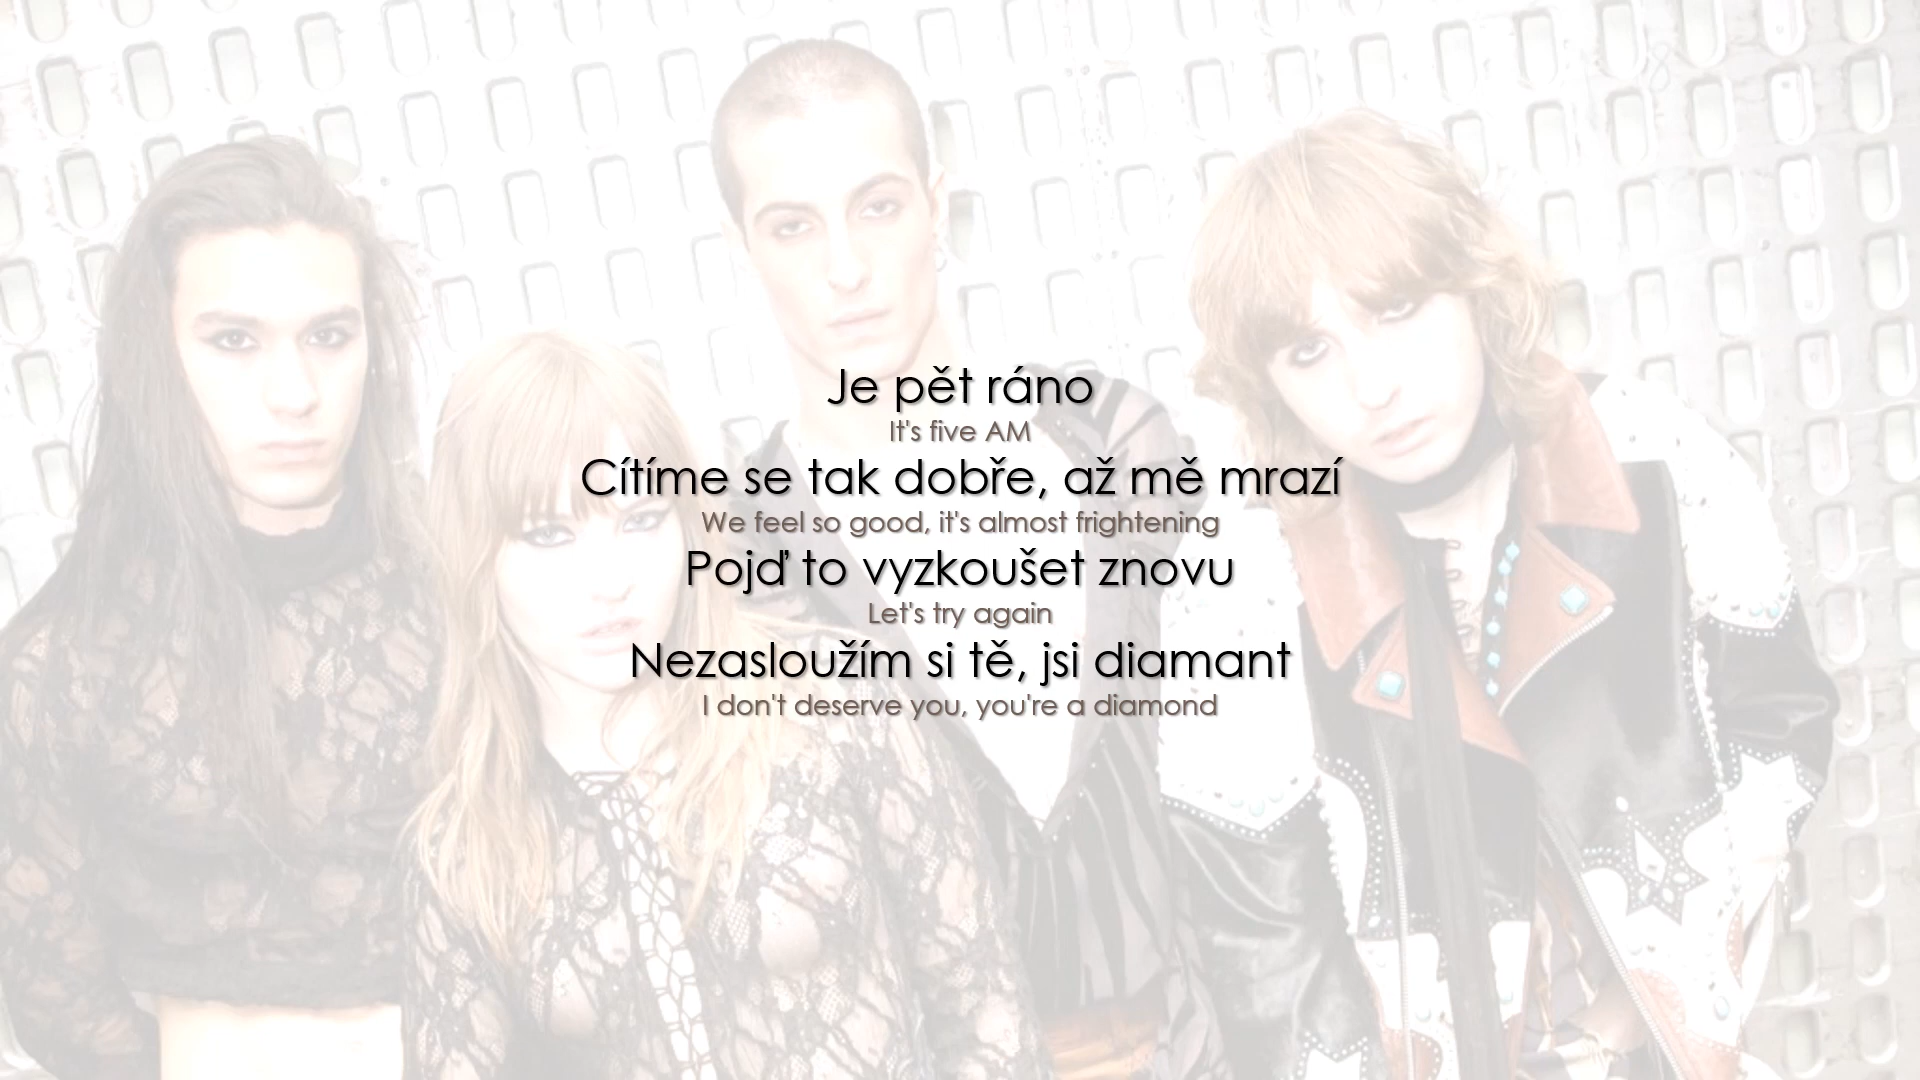 Je pět ráno
It's five AM
Cítíme se tak dobře, až mě mrazí
We feel so good, it's almost frightening
Pojď to vyzkoušet znovu
Let's try again
Nezasloužím si tě, jsi diamant
I don't deserve you, you're a diamond